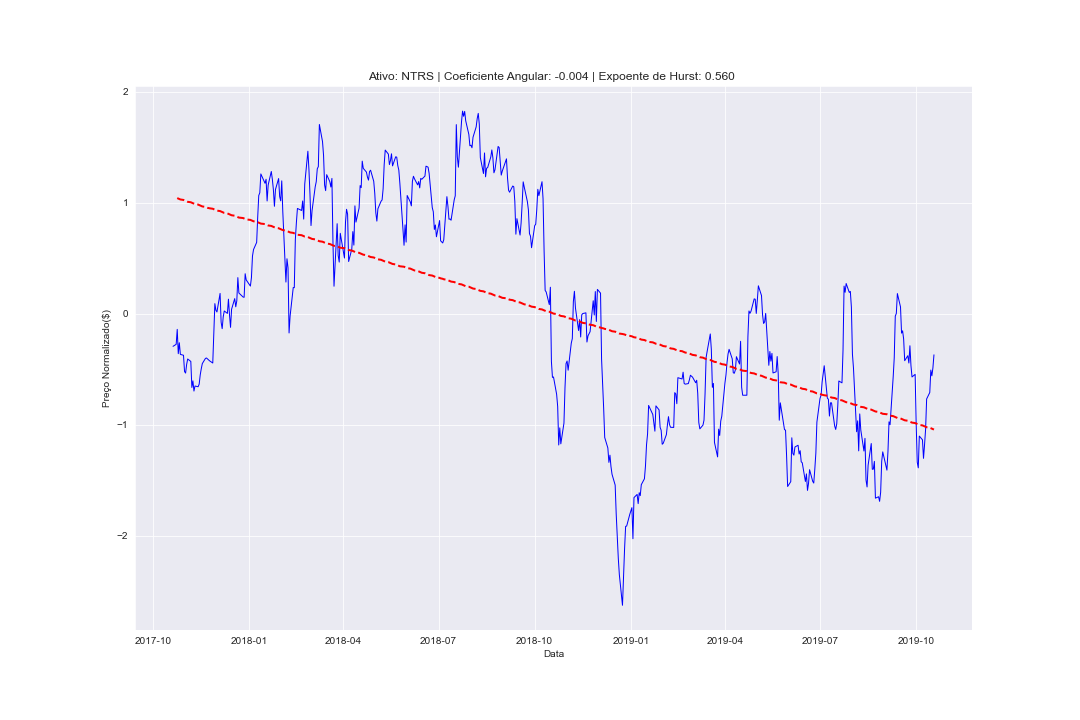 Ativo: NTRS | Coeficiente Angular: -0.004 | Expoente de Hurst: 0.560
2
1
0
−1
−2
Preço Normalizado($)
2017-10 2018-01 2018-04 2018-07 2018-10 2019-01 2019-04 2019-07 2019-10
Data